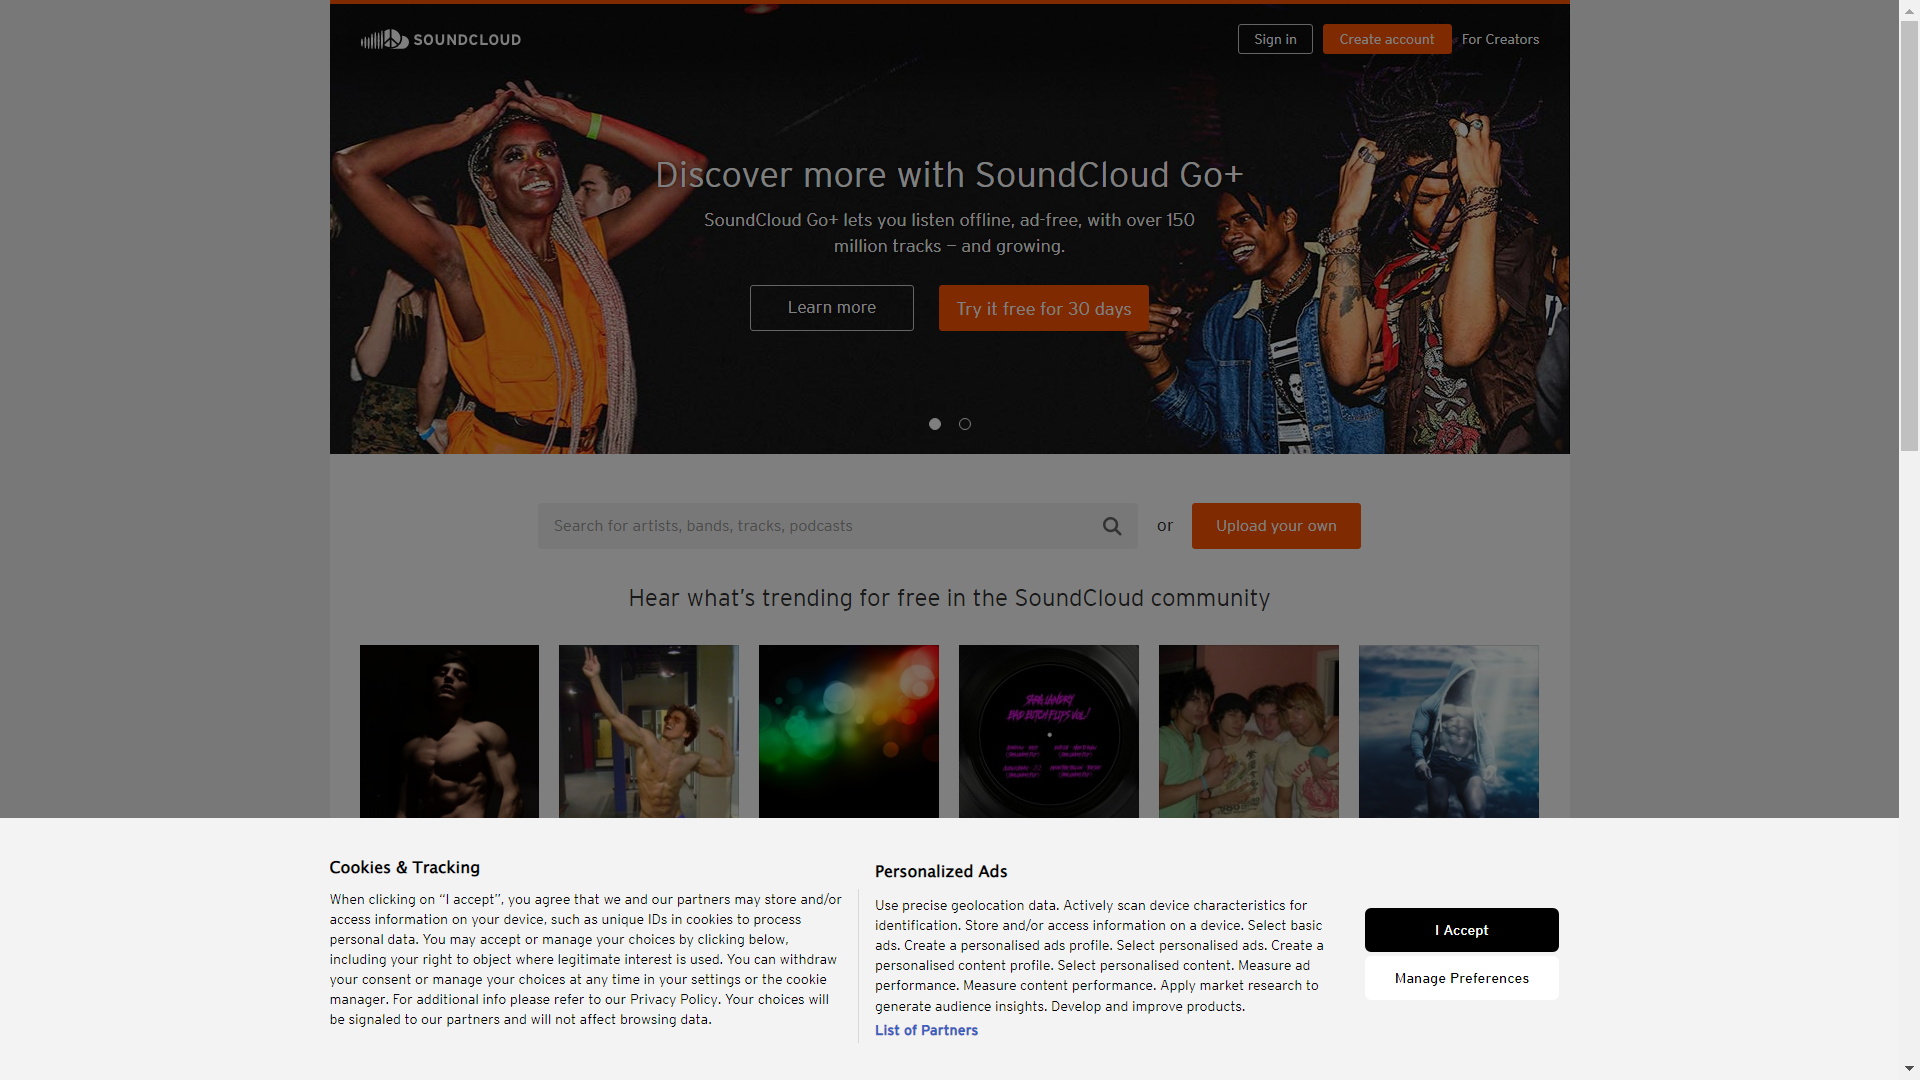 SOUNDCLOUD
Sign in
Create account
For Creators
Discover more with SoundCloud Go+
SoundCloud Go+ lets you listen offline, ad-free, with over 150
million tracks – and growing.
Learn more
Try it free for 30 days
Search for artists, bands, tracks, podcasts
or
Upload your own
Hear what’s trending for free in the SoundCloud community
BAD BITCH FLIPS VOL.1
Cookies & Tracking
When clicking on “I accept”, you agree that we and our partners may store and/or
access information on your device, such as unique IDs in cookies to process
personal data. You may accept or manage your choices by clicking below,
including your right to object where legitimate interest is used. You can withdraw
your consent or manage your choices at any time in your settings or the cookie
manager. For additional info please refer to our Privacy Policy. Your choices will
be signaled to our partners and will not affect browsing data.
Personalized Ads
Use precise geolocation data. Actively scan device characteristics for
identification. Store and/or access information on a device. Select basic
ads. Create a personalised ads profile. Select personalised ads. Create a
personalised content profile. Select personalised content. Measure ad
performance. Measure content performance. Apply market research to
generate audience insights. Develop and improve products.
List of Partners
I Accept
Manage Preferences